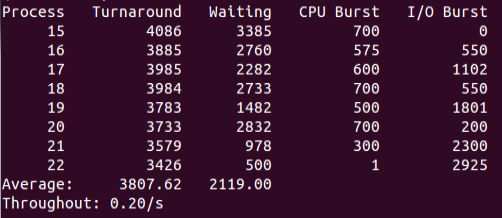 Process Turnaround Waiting CPU Burst I/O Burst
15 4086 3385 700 0
16 3885 2760 575 550
17 3985 2282 600 1102
18 3984 2733 700 550
19 3783 1482 500 1801
20 3733 2832 700 200
21 3579 978 300 2300
22 3426 500 1 2925
Average: 3807.62 2119.00
Throughout: 0.20/s